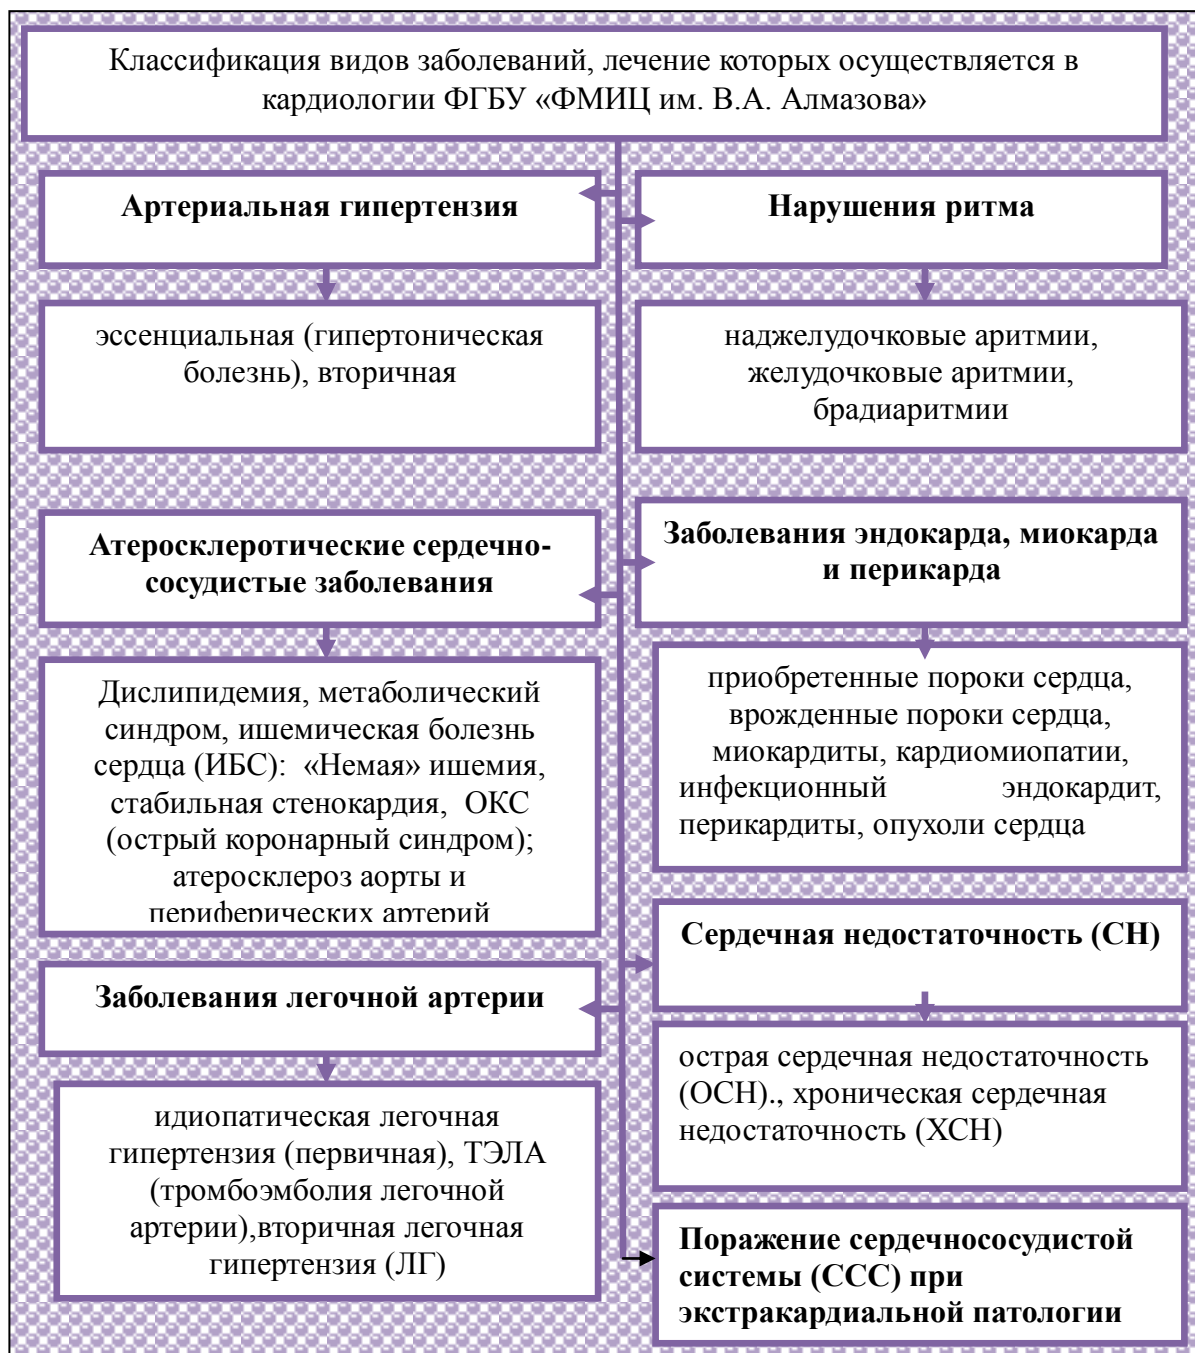 Классификация видов заболеваний, лечение которых осуществляется в
кардиологии ФГБУ «ФМИЦ им. В.А. Алмазова»
Артериальная гипертензия
Нарушения ритма
эссенциальная (гипертоническая
болезнь), вторичная
наджелудочковые аритмии,
желудочковые аритмии,
брадиаритмии
Атеросклеротические сердечно-
сосудистые заболевания
Заболевания эндокарда, миокарда
и перикарда
Дислипидемия, метаболический
синдром, ишемическая болезнь
сердца (ИБС): «Немая» ишемия,
стабильная стенокардия, ОКС
(острый коронарный синдром);
атеросклероз аорты и
периферических артерий
приобретенные пороки сердца,
врожденные пороки сердца,
миокардиты, кардиомиопатии,
инфекционный эндокардит,
перикардиты, опухоли сердца
Заболевания легочной артерии
Сердечная недостаточность (СН)
идиопатическая легочная
гипертензия (первичная), ТЭЛА
(тромбоэмболия легочной
артерии),вторичная легочная
гипертензия (ЛГ)
острая сердечная недостаточность
(ОСН)., хроническая сердечная
недостаточность (ХСН)
Поражение сердечнососудистой
системы (ССС) при
экстракардиальной патологии